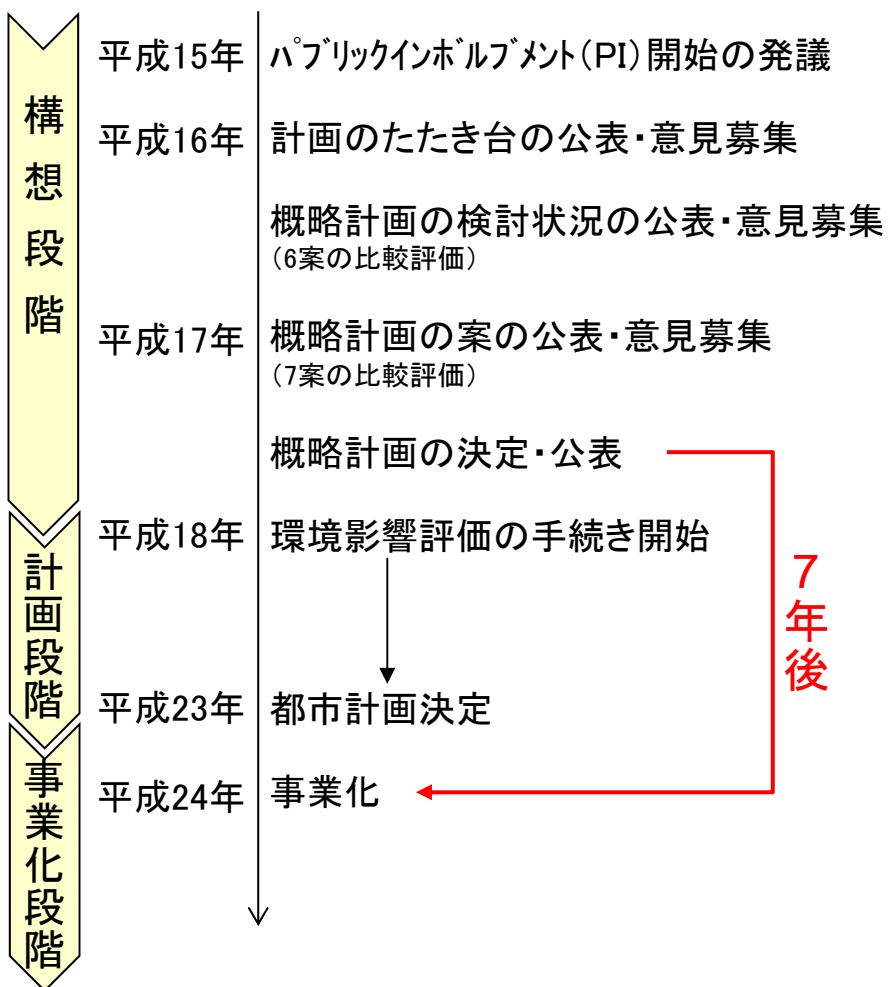 構想段階
平成15年 ﾊﾟﾌﾞﾘｯｸｲﾝﾎﾞﾙﾌﾞﾒﾝﾄ(PI)開始の発議
平成16年 計画のたたき台の公表・意見募集
概略計画の検討状況の公表・意見募集
(6案の比較評価)
平成17年 概略計画の案の公表・意見募集
(7案の比較評価)
概略計画の決定・公表
計画段階
平成18年 環境影響評価の手続き開始
7年後
平成23年 都市計画決定
事業化段階
平成24年 事業化